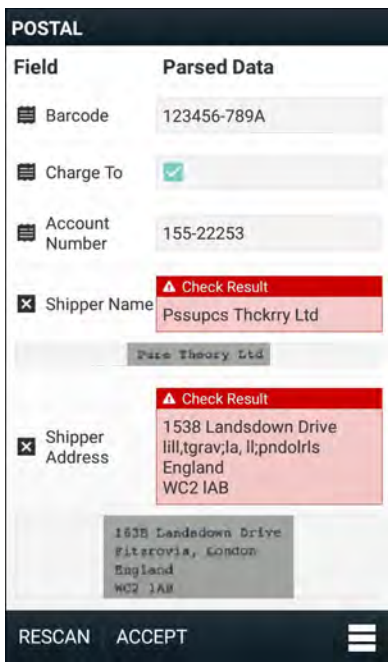 POSTAL
Field Parsed Data
Barcode 123456-789A
Charge To
Account
Number 155-22253
Check Result
Shipper Name Pssupcs Thckrry Ltd
Pure Theory Ltd
Check Result
Shipper
Address
1538 Landsdown Drive
lill,tgrav;la, ll;pndolrls
England
WC2 IAB
163B Landsdown Drive
Fitzrovia, London
England
WC2 1AB
RESCAN ACCEPT